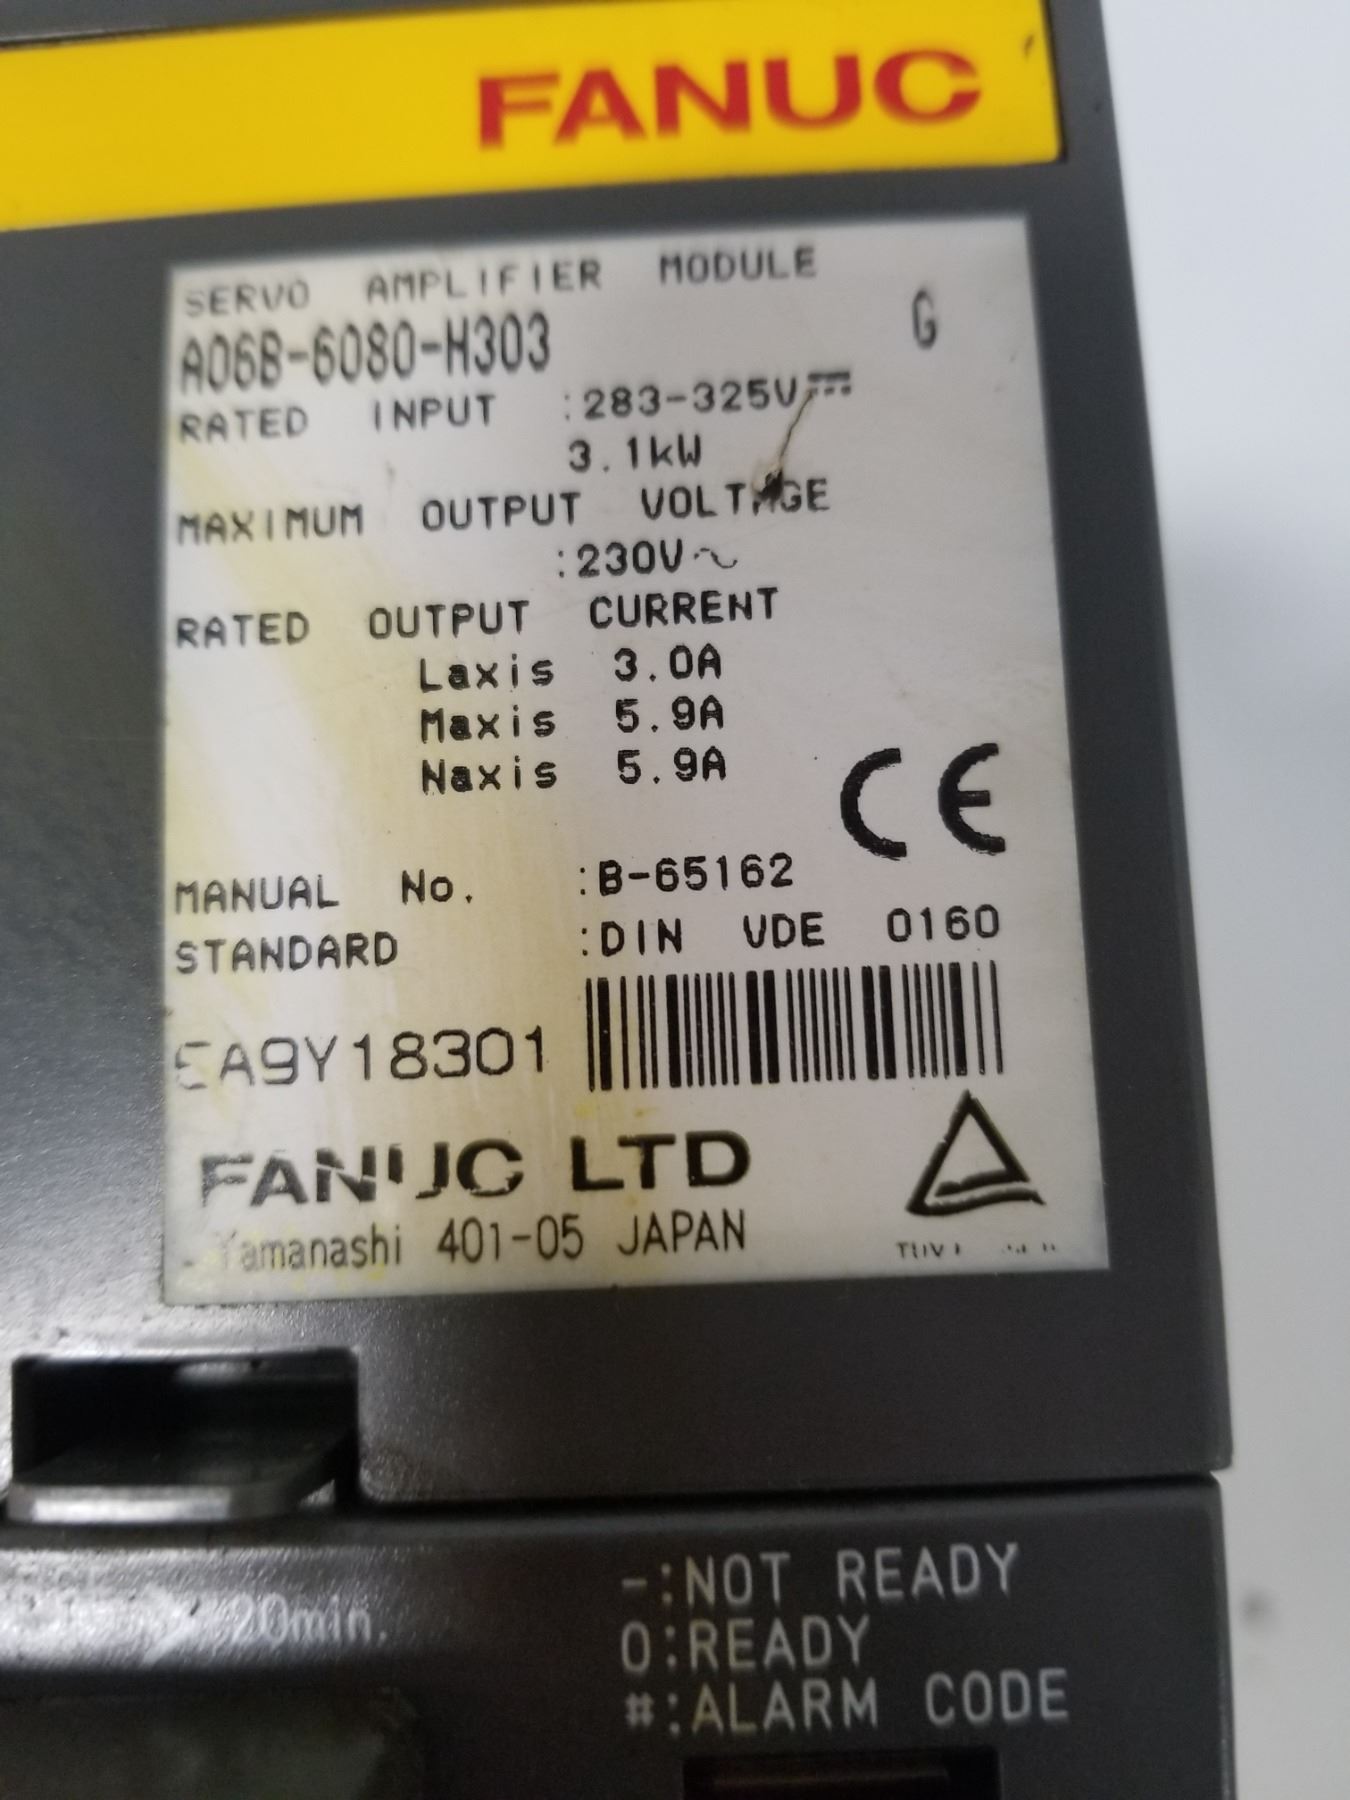 FANUC
SERVO AMPLIFIER MODULE
A06B-6080-H303 G
RATED INPUT :283-325V⎓
3.1kW
MAXIMUM OUTPUT VOLTAGE
:230V~
RATED OUTPUT CURRENT
Laxis 3.0A
Maxis 5.9A
Naxis 5.9A
CE
MANUAL No. :B-65162
STANDARD :DIN VDE 0160
EA9Y18301
FANUC LTD
Yamanashi 401-05 JAPAN
TUV
-:NOT READY
20min.
0:READY
#:ALARM CODE